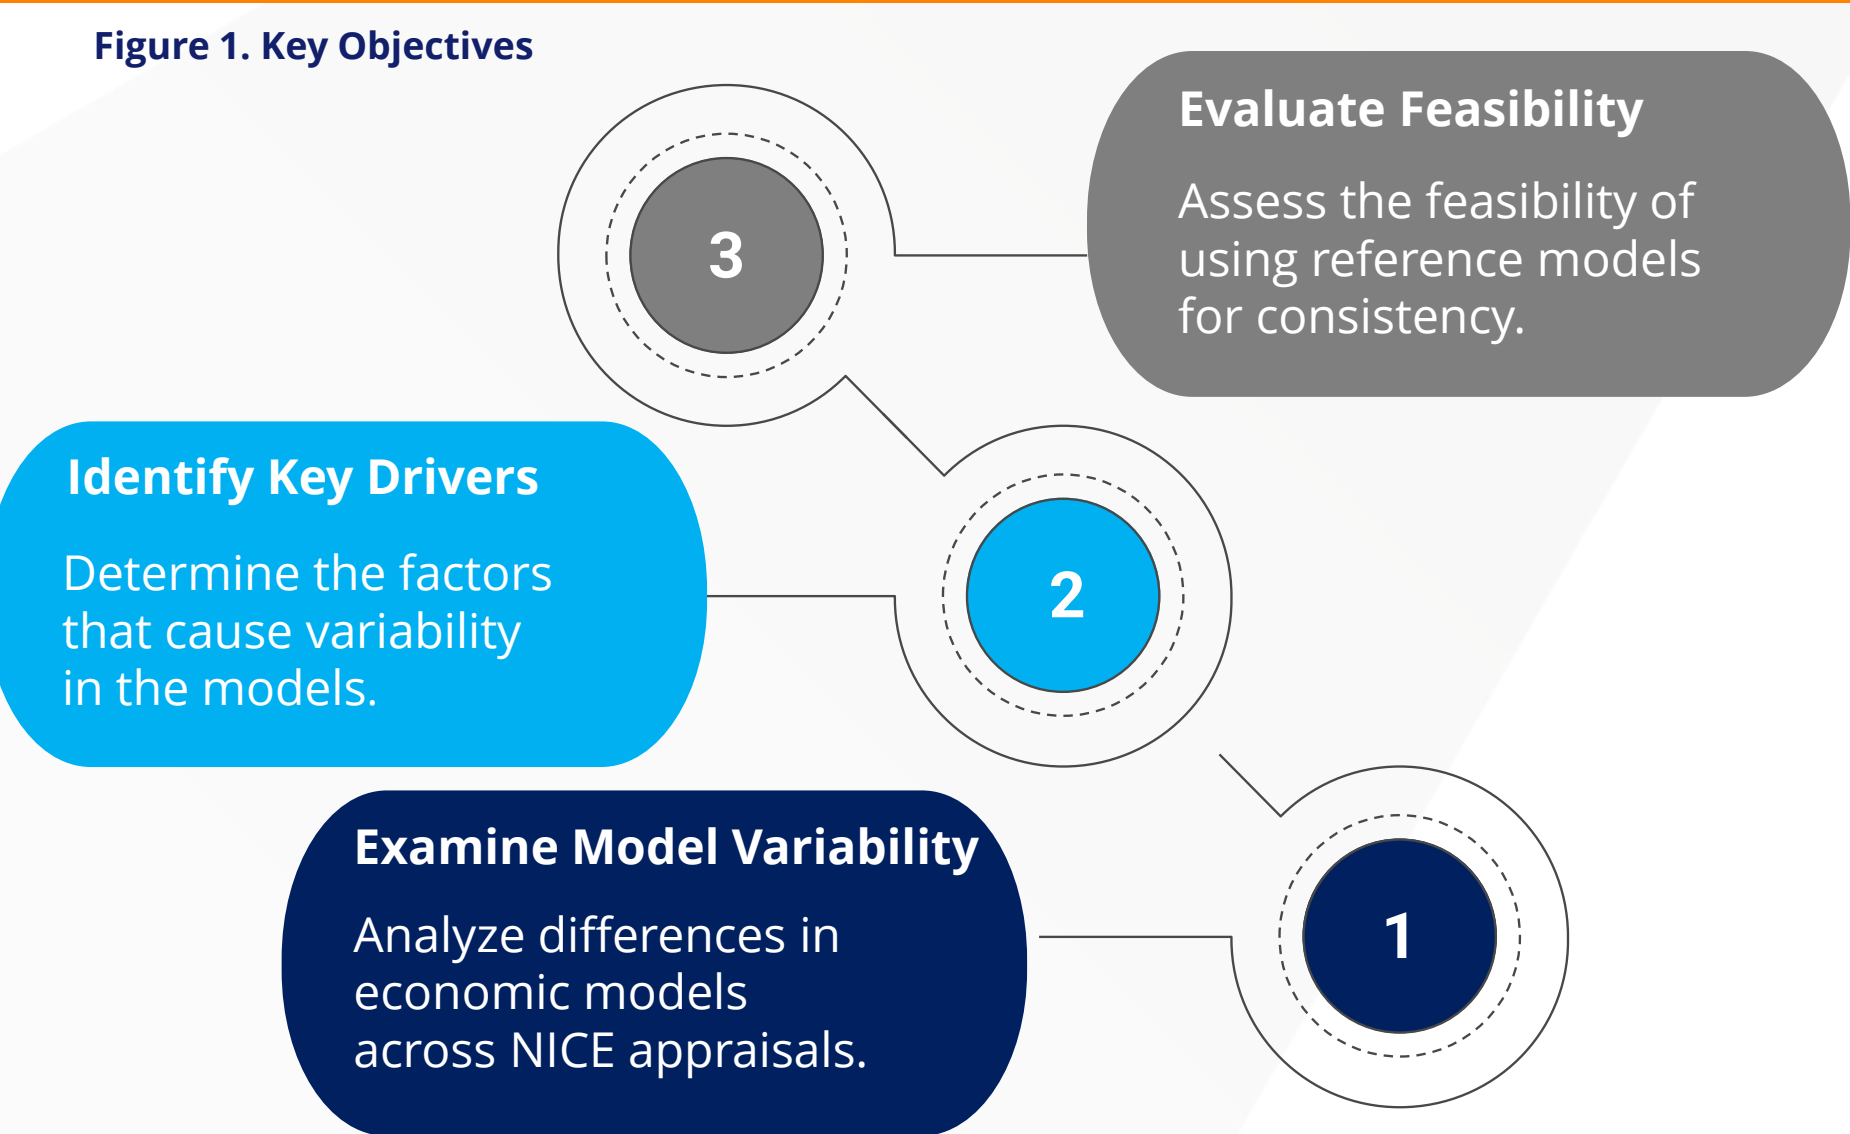 Figure 1. Key Objectives
Evaluate Feasibility
Assess the feasibility of
using reference models
for consistency.
3
Identify Key Drivers
Determine the factors
that cause variability
in the models.
2
Examine Model Variability
Analyze differences in
economic models
across NICE appraisals.
1